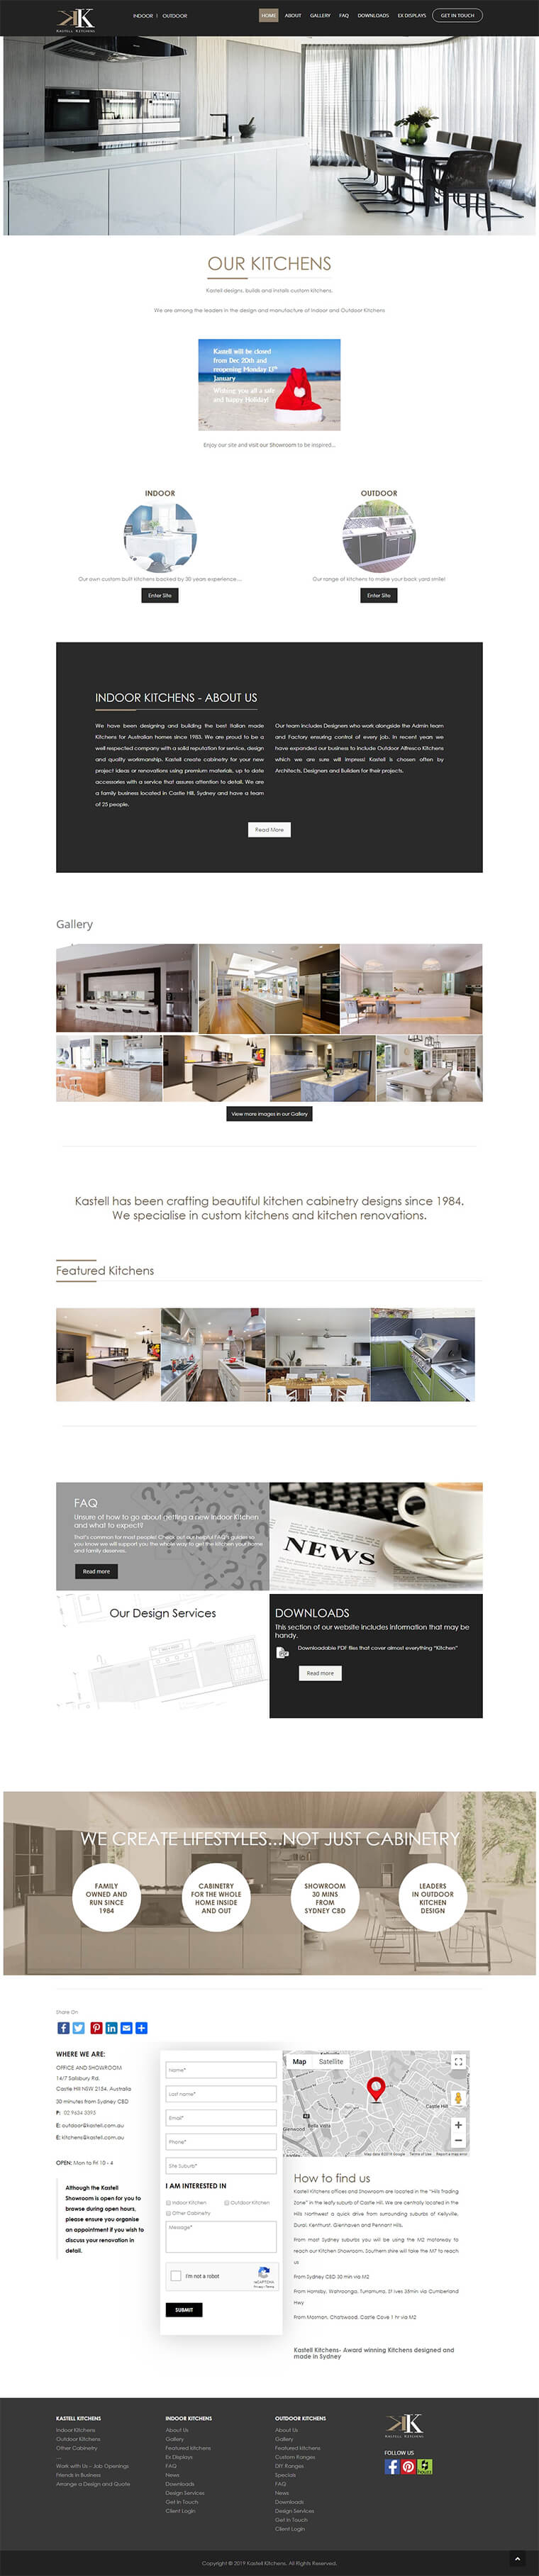 KASTELL KITCHENS
INDOOR | OUTDOOR
HOME ABOUT GALLERY FAQ DOWNLOADS EX DISPLAYS GET IN TOUCH
OUR KITCHENS
Kastell designs, builds and installs custom kitchens.
We are among the leaders in the design and manufacture of Indoor and Outdoor Kitchens
Kastell will be closed
from Dec 20th and
reopening Monday 13th
January
Wishing you all a safe
and happy Holiday!
Enjoy our site and visit our Showroom to be inspired...
INDOOR
Our own custom built kitchens backed by 30 years experience...
Enter Site
OUTDOOR
Our range of kitchens to make your back yard smile!
Enter Site
INDOOR KITCHENS - ABOUT US
We have been designing and building the best Italian made
Kitchens for Australian homes since 1983. We are proud to be a
well respected company with a solid reputation for service, design
and quality workmanship. Kastell create cabinetry for your new
project ideas or renovations using premium materials, up to date
accessories with a service that assures attention to detail. We are
a family business located in Castle Hill, Sydney and have a team
of 25 people.
Our team includes Designers who work alongside the Admin team
and Factory ensuring control of every job. In recent years we
have expanded our business to include Outdoor Alfresco Kitchens
which we are sure will impress! Kastell is chosen often by
Architects, Designers and Builders for their projects.
Read More
Gallery
View more images in our Gallery
Kastell has been crafting beautiful kitchen cabinetry designs since 1984.
We specialise in custom kitchens and kitchen renovations.
Featured Kitchens
FAQ
Unsure of how to go about getting a new Indoor Kitchen
and what to expect?
That's common for most people! Check out our helpful FAQ's guides so
you know we will support you the whole way to get the kitchen your home
and family deserves.
Read more
NEWS
Our Design Services
DOWNLOADS
This section of our website includes information that may be
handy.
Downloadable PDF files that cover almost everything "Kitchen"
Read more
WE CREATE LIFESTYLES...NOT JUST CABINETRY
FAMILY
OWNED AND
RUN SINCE
1984
CABINETRY
FOR THE WHOLE
HOME INSIDE
AND OUT
SHOWROOM
30 MINS
FROM
SYDNEY CBD
LEADERS
IN OUTDOOR
KITCHEN
DESIGN
Share On
WHERE WE ARE:
OFFICE AND SHOWROOM
14/7 Salisbury Rd,
Castle Hill NSW 2154, Australia
30 minutes from Sydney CBD
P: 02 9634 3393
E: outdoor@kastell.com.au
E: kitchens@kastell.com.au
OPEN: Mon to Fri 10 - 4
Although the Kastell
Showroom is open for you to
browse during open hours,
please ensure you organise
an appointment if you wish to
discuss your renovation in
detail.
Name*
Last name*
Email*
Phone*
Site Suburb*
I AM INTERESTED IN
Indoor Kitchen Outdoor Kitchen
Other Cabinetry
Message*
I'm not a robot
reCAPTCHA
Privacy - Terms
SUBMIT
Map Satellite
Castle Hill
Glenwood
Bella Vista
Map data ©2019 Google Terms of Use Report a map error
How to find us
Kastell Kitchens offices and Showroom are located in the "Hills Trading
Zone" in the leafy suburb of Castle Hill. We are centrally located in the
Hills northwest a quick drive from surrounding suburbs of Kellyville,
Dural, Kenthurst, Glenhaven and Pennant Hills.
From most Sydney suburbs you will be using the M2 motorway to
reach our Kitchen Showroom, Southern shire will take the M7 to reach
us
From Sydney CBD 30 min via M2
From Hornsby, Wahroonga, Turramurra, St Ives 35min via Cumberland
Hwy
From Mosman, Chatswood, Castle Cove 1 hr via M2
Kastell Kitchens- Award winning Kitchens designed and
made in Sydney
KASTELL KITCHENS
Indoor Kitchens
Outdoor Kitchens
Other Cabinetry
...
Work with Us - Job Openings
Friends in Business
Arrange a Design and Quote
INDOOR KITCHENS
About Us
Gallery
Featured kitchens
Ex Displays
FAQ
News
Downloads
Design Services
Get In Touch
Client Login
OUTDOOR KITCHENS
About Us
Gallery
Featured kitchens
Custom Ranges
DIY Ranges
Specials
FAQ
News
Downloads
Design Services
Get In Touch
Client Login
KASTELL KITCHENS
FOLLOW US
Copyright © 2019 Kastell Kitchens. All Rights Reserved.